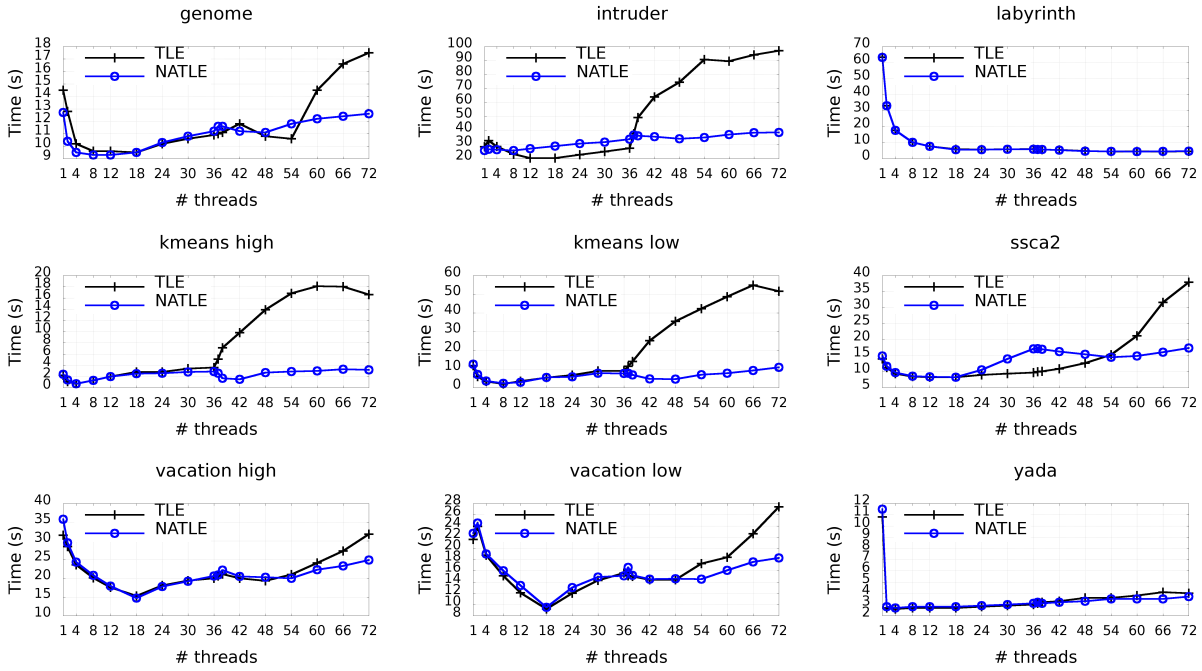 genome
Time (s)
18
17
16
15
14
13
12
11
10
9
TLE
NATLE
1 4 8 12 18 24 30 36 42 48 54 60 66 72
# threads
intruder
Time (s)
100
90
80
70
60
50
40
30
20
TLE
NATLE
1 4 8 12 18 24 30 36 42 48 54 60 66 72
# threads
labyrinth
Time (s)
70
60
50
40
30
20
10
0
TLE
NATLE
1 4 8 12 18 24 30 36 42 48 54 60 66 72
# threads
kmeans high
Time (s)
20
18
16
14
12
10
8
6
4
2
0
TLE
NATLE
1 4 8 12 18 24 30 36 42 48 54 60 66 72
# threads
kmeans low
Time (s)
60
50
40
30
20
10
0
TLE
NATLE
1 4 8 12 18 24 30 36 42 48 54 60 66 72
# threads
ssca2
Time (s)
40
35
30
25
20
15
10
5
TLE
NATLE
1 4 8 12 18 24 30 36 42 48 54 60 66 72
# threads
vacation high
Time (s)
40
35
30
25
20
15
10
TLE
NATLE
1 4 8 12 18 24 30 36 42 48 54 60 66 72
# threads
vacation low
Time (s)
28
26
24
22
20
18
16
14
12
10
8
TLE
NATLE
1 4 8 12 18 24 30 36 42 48 54 60 66 72
# threads
yada
Time (s)
12
11
10
9
8
7
6
5
4
3
2
TLE
NATLE
1 4 8 12 18 24 30 36 42 48 54 60 66 72
# threads